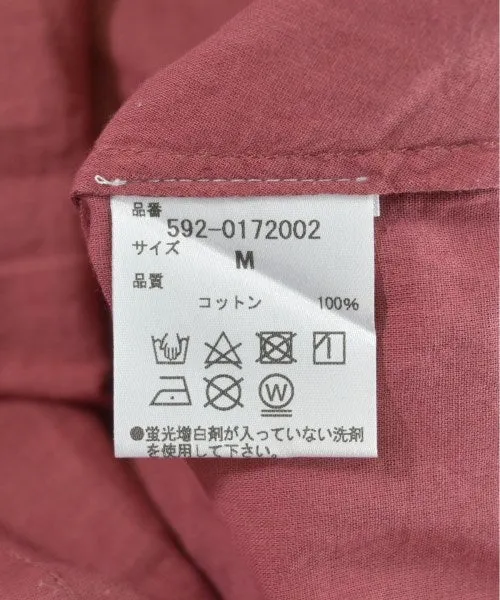 品番
592-0172002
サイズ
M
品質
コットン 100%
W
●蛍光増白剤が入っていない洗剤
を使用して下さい。